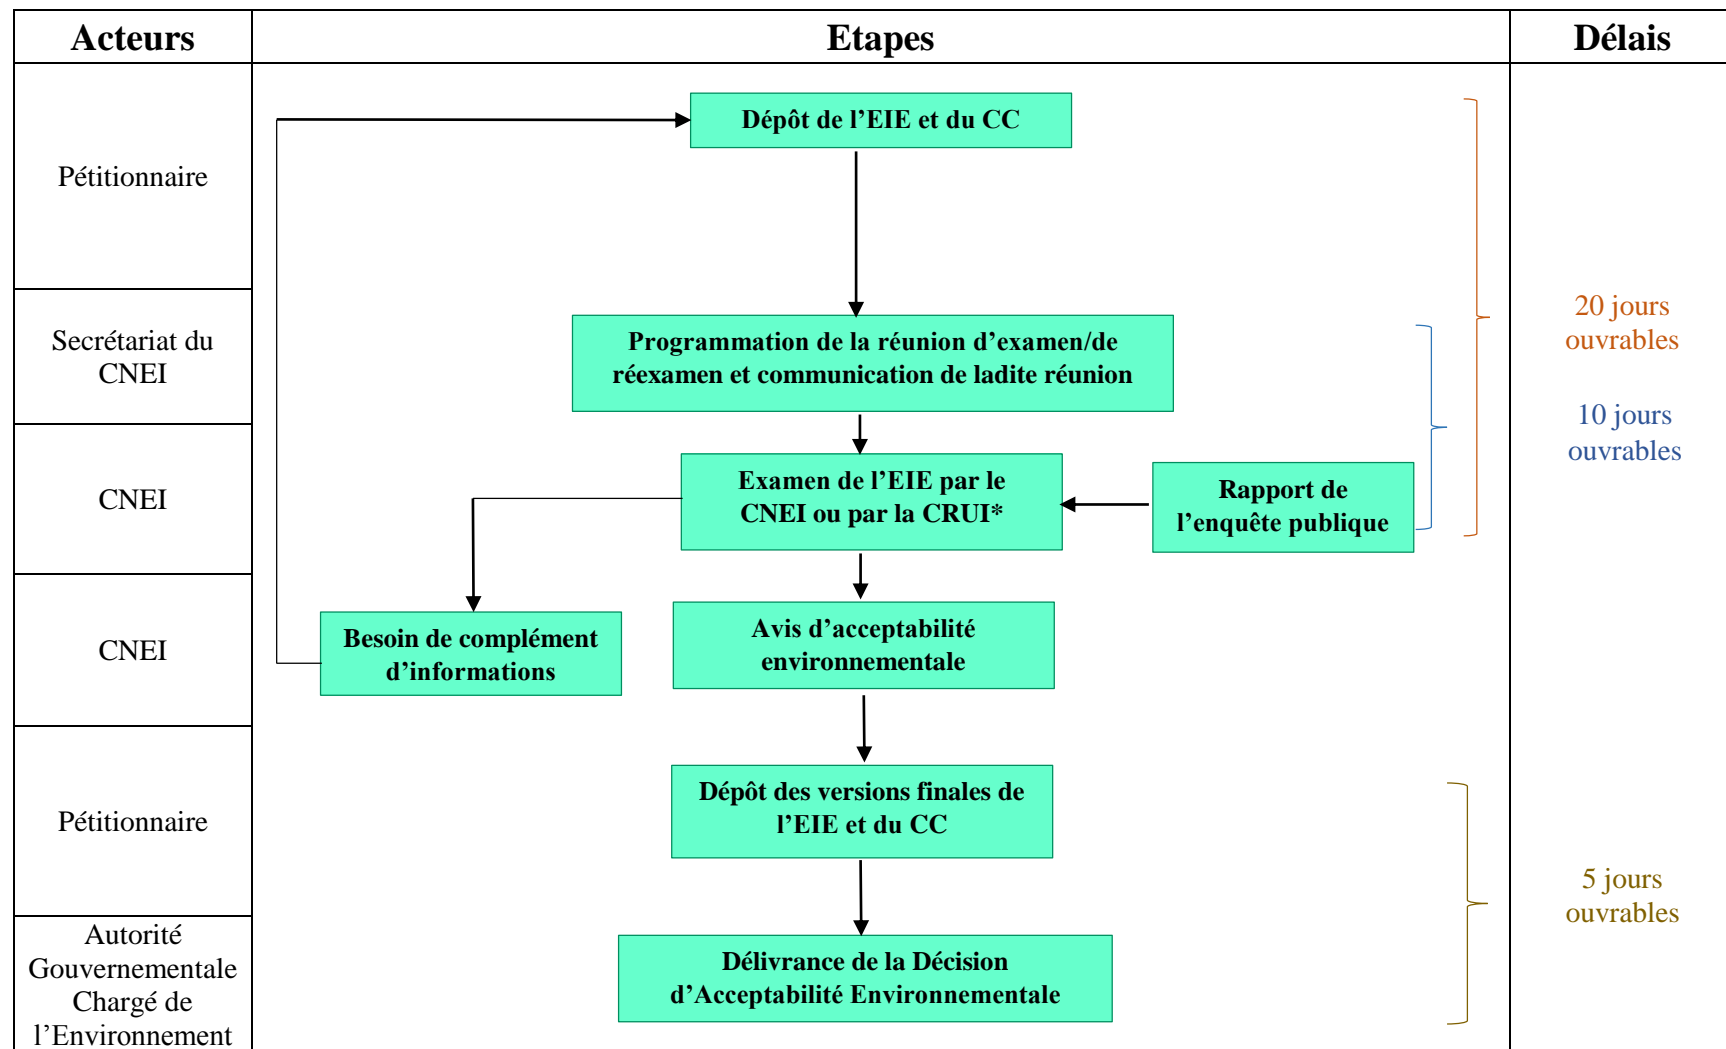 Acteurs
Etapes
Délais
Pétitionnaire
Dépôt de l’EIE et du CC
Secrétariat du
CNEI
Programmation de la réunion d’examen/de
réexamen et communication de ladite réunion
20 jours
ouvrables
10 jours
ouvrables
CNEI
Examen de l’EIE par le
CNEI ou par la CRUI*
Rapport de
l’enquête publique
CNEI
Besoin de complément
d’informations
Avis d’acceptabilité
environnementale
Pétitionnaire
Dépôt des versions finales de
l’EIE et du CC
5 jours
ouvrables
Autorité
Gouvernementale
Chargé de
l’Environnement
Délivrance de la Décision
d’Acceptabilité Environnementale